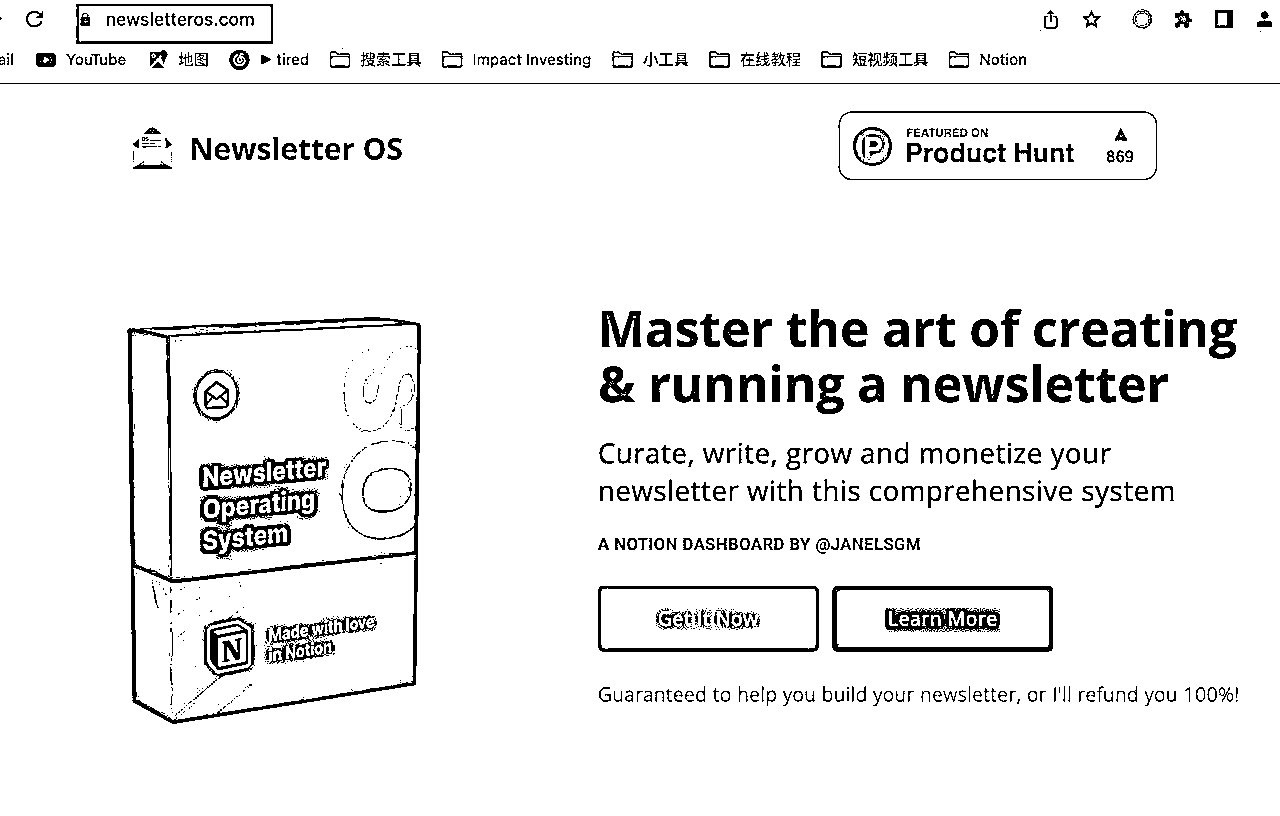 newsletteros.com
ail YouTube 地图 ▶ tired 搜索工具 Impact Investing 小工具 在线教程 短视频工具 Notion
Newsletter OS
FEATURED ON
Product Hunt
869
Master the art of creating
& running a newsletter
Curate, write, grow and monetize your
newsletter with this comprehensive system
A NOTION DASHBOARD BY @JANELSGM
Get It Now Learn More
Guaranteed to help you build your newsletter, or I'll refund you 100%!
OS
Newsletter
Operating
System
N
Made with love
in Notion